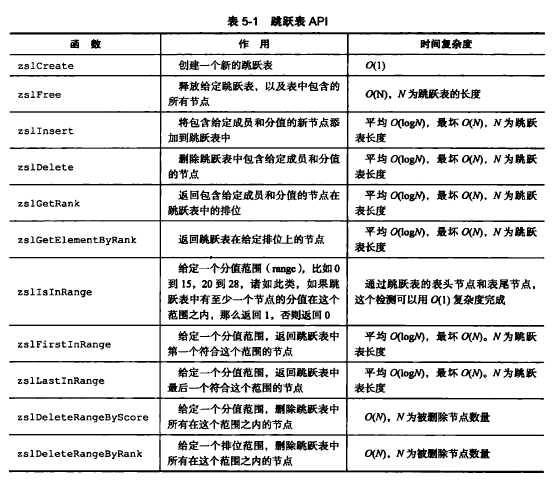 表 5-1 跳跃表 API
函 数 作 用 时间复杂度
zslCreate 创建一个新的跳跃表 O(1)
zslFree 释放给定跳跃表，以及表中包含的 O(N)，N 为跳跃表的长度
所有节点
zslInsert 将包含给定成员和分值的新节点添 平均 O(logN)，最坏 O(N)，N 为跳跃
加到跳跃表中 表长度
zslDelete 删除跳跃表中包含给定成员和分值 平均 O(logN)，最坏 O(N)，N 为跳跃
的节点 表长度
zslGetRank 返回包含给定成员和分值的节点在 平均 O(logN)，最坏 O(N)，N 为跳跃
跳跃表中的排位 表长度
zslGetElementByRank 返回跳跃表在给定排位上的节点 平均 O(logN)，最坏 O(N)，N 为跳跃
表长度
zslIsInRange 给定一个分值范围（range），比如 0
到 15，20 到 28，诸如此类，如果跳 通过跳跃表的表头节点和表尾节点，
跃表中有至少一个节点的分值在这个 这个检测可以用 O(1) 复杂度完成
范围之内，那么返回 1，否则返回 0
zslFirstInRange 给定一个分值范围，返回跳跃表中 平均 O(logN)，最坏 O(N)。N 为跳跃
第一个符合这个范围的节点 表长度
zslLastInRange 给定一个分值范围，返回跳跃表中 平均 O(logN)，最坏 O(N)。N 为跳跃
最后一个符合这个范围的节点 表长度
zslDeleteRangeByScore 给定一个分值范围，删除跳跃表中 O(N)，N 为被删除节点数量
所有在这个范围之内的节点
zslDeleteRangeByRank 给定一个排位范围，删除跳跃表中 O(N)，N 为被删除节点数量
所有在这个范围之内的节点